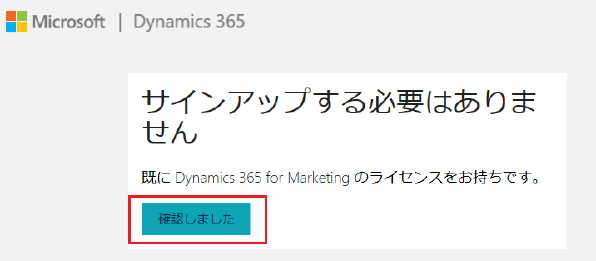 Microsoft | Dynamics 365
サインアップする必要はありま
せん
既に Dynamics 365 for Marketing のライセンスをお持ちです。
確認しました